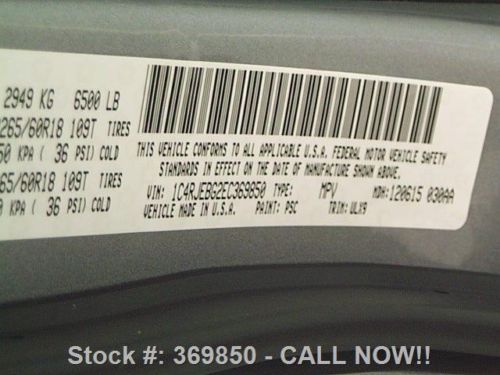 2949 KG 6500 LB
265/60R18 109T TIRES
50 KPA ( 36 PSI) COLD
65/60R18 109T TIRES
0 KPA ( 36 PSI) COLD
THIS VEHICLE CONFORMS TO ALL APPLICABLE U.S.A. FEDERAL MOTOR VEHICLE SAFETY
STANDARDS IN EFFECT ON THE DATE OF MANUFACTURE SHOWN ABOVE.
VIN: 1C4RJEBG2EC369850 TYPE: MPV MDH:120615 030AA
VEHICLE MADE IN U.S.A. PAINT: PSC TRIM: ULX9
Stock #: 369850 - CALL NOW!!